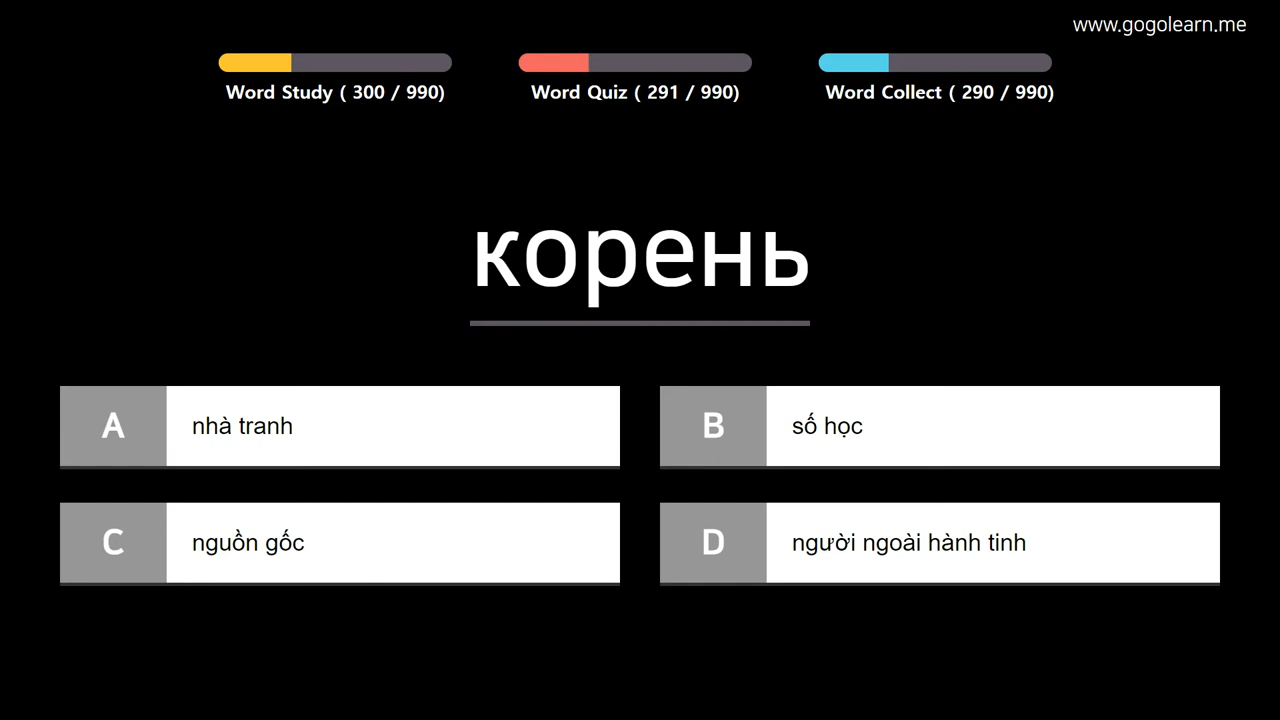 www.gogolearn.me
Word Study ( 300 / 990)
Word Quiz ( 291 / 990)
Word Collect ( 290 / 990)
корень
A nhà tranh
B số học
C nguồn gốc
D người ngoài hành tinh